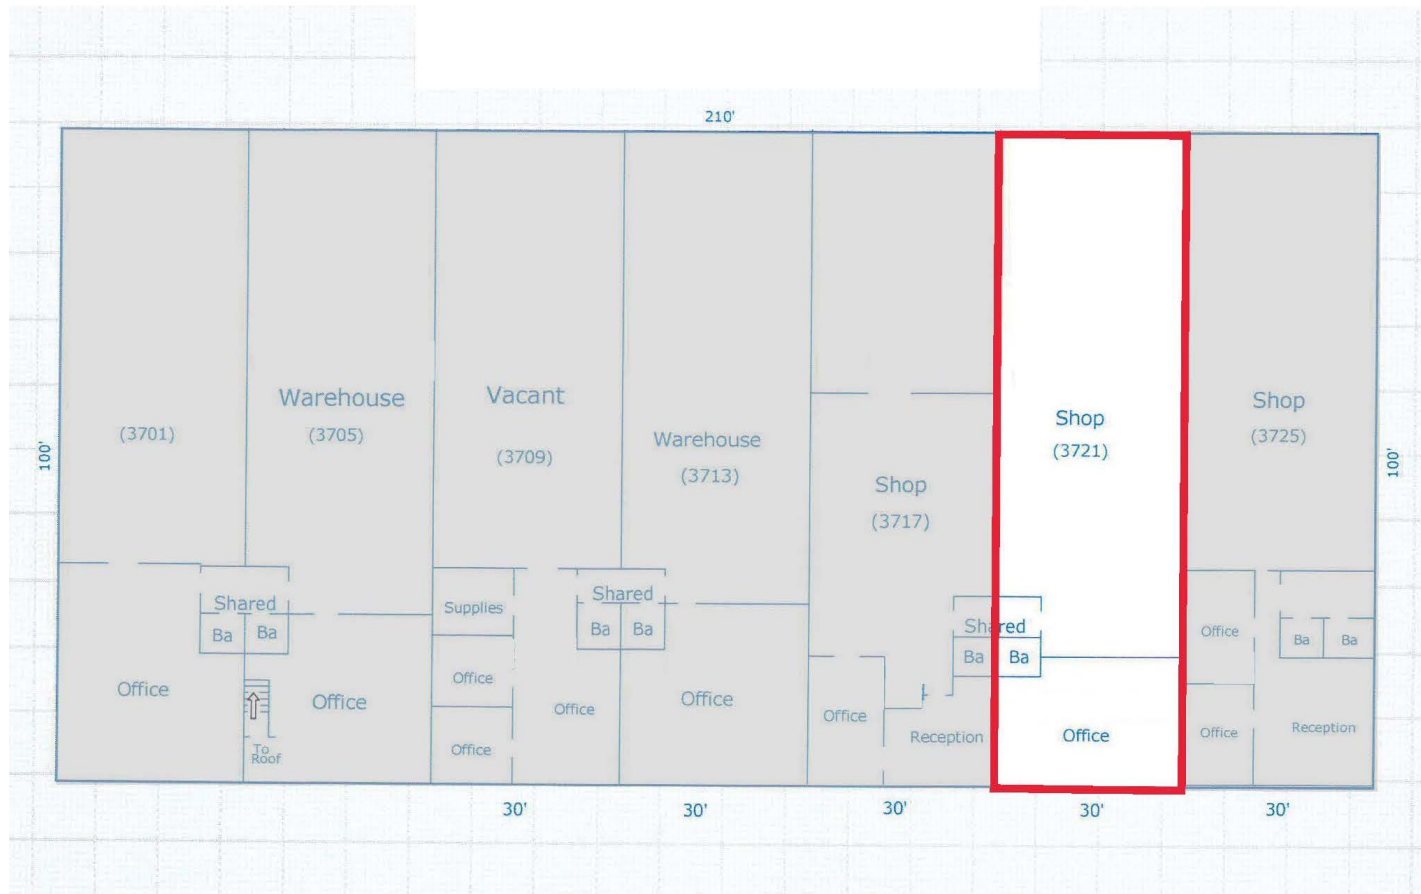 210'
100'
(3701)
Warehouse
(3705)
Vacant
(3709)
Warehouse
(3713)
Shop
(3717)
Shop
(3721)
Shop
(3725)
100'
Shared
Ba
Ba
Office
To
Roof
Office
Supplies
Office
Office
Office
Shared
Ba
Ba
Office
Office
Reception
Shared
Ba
Ba
Office
Office
Office
Ba
Ba
Reception
30'
30'
30'
30'
30'